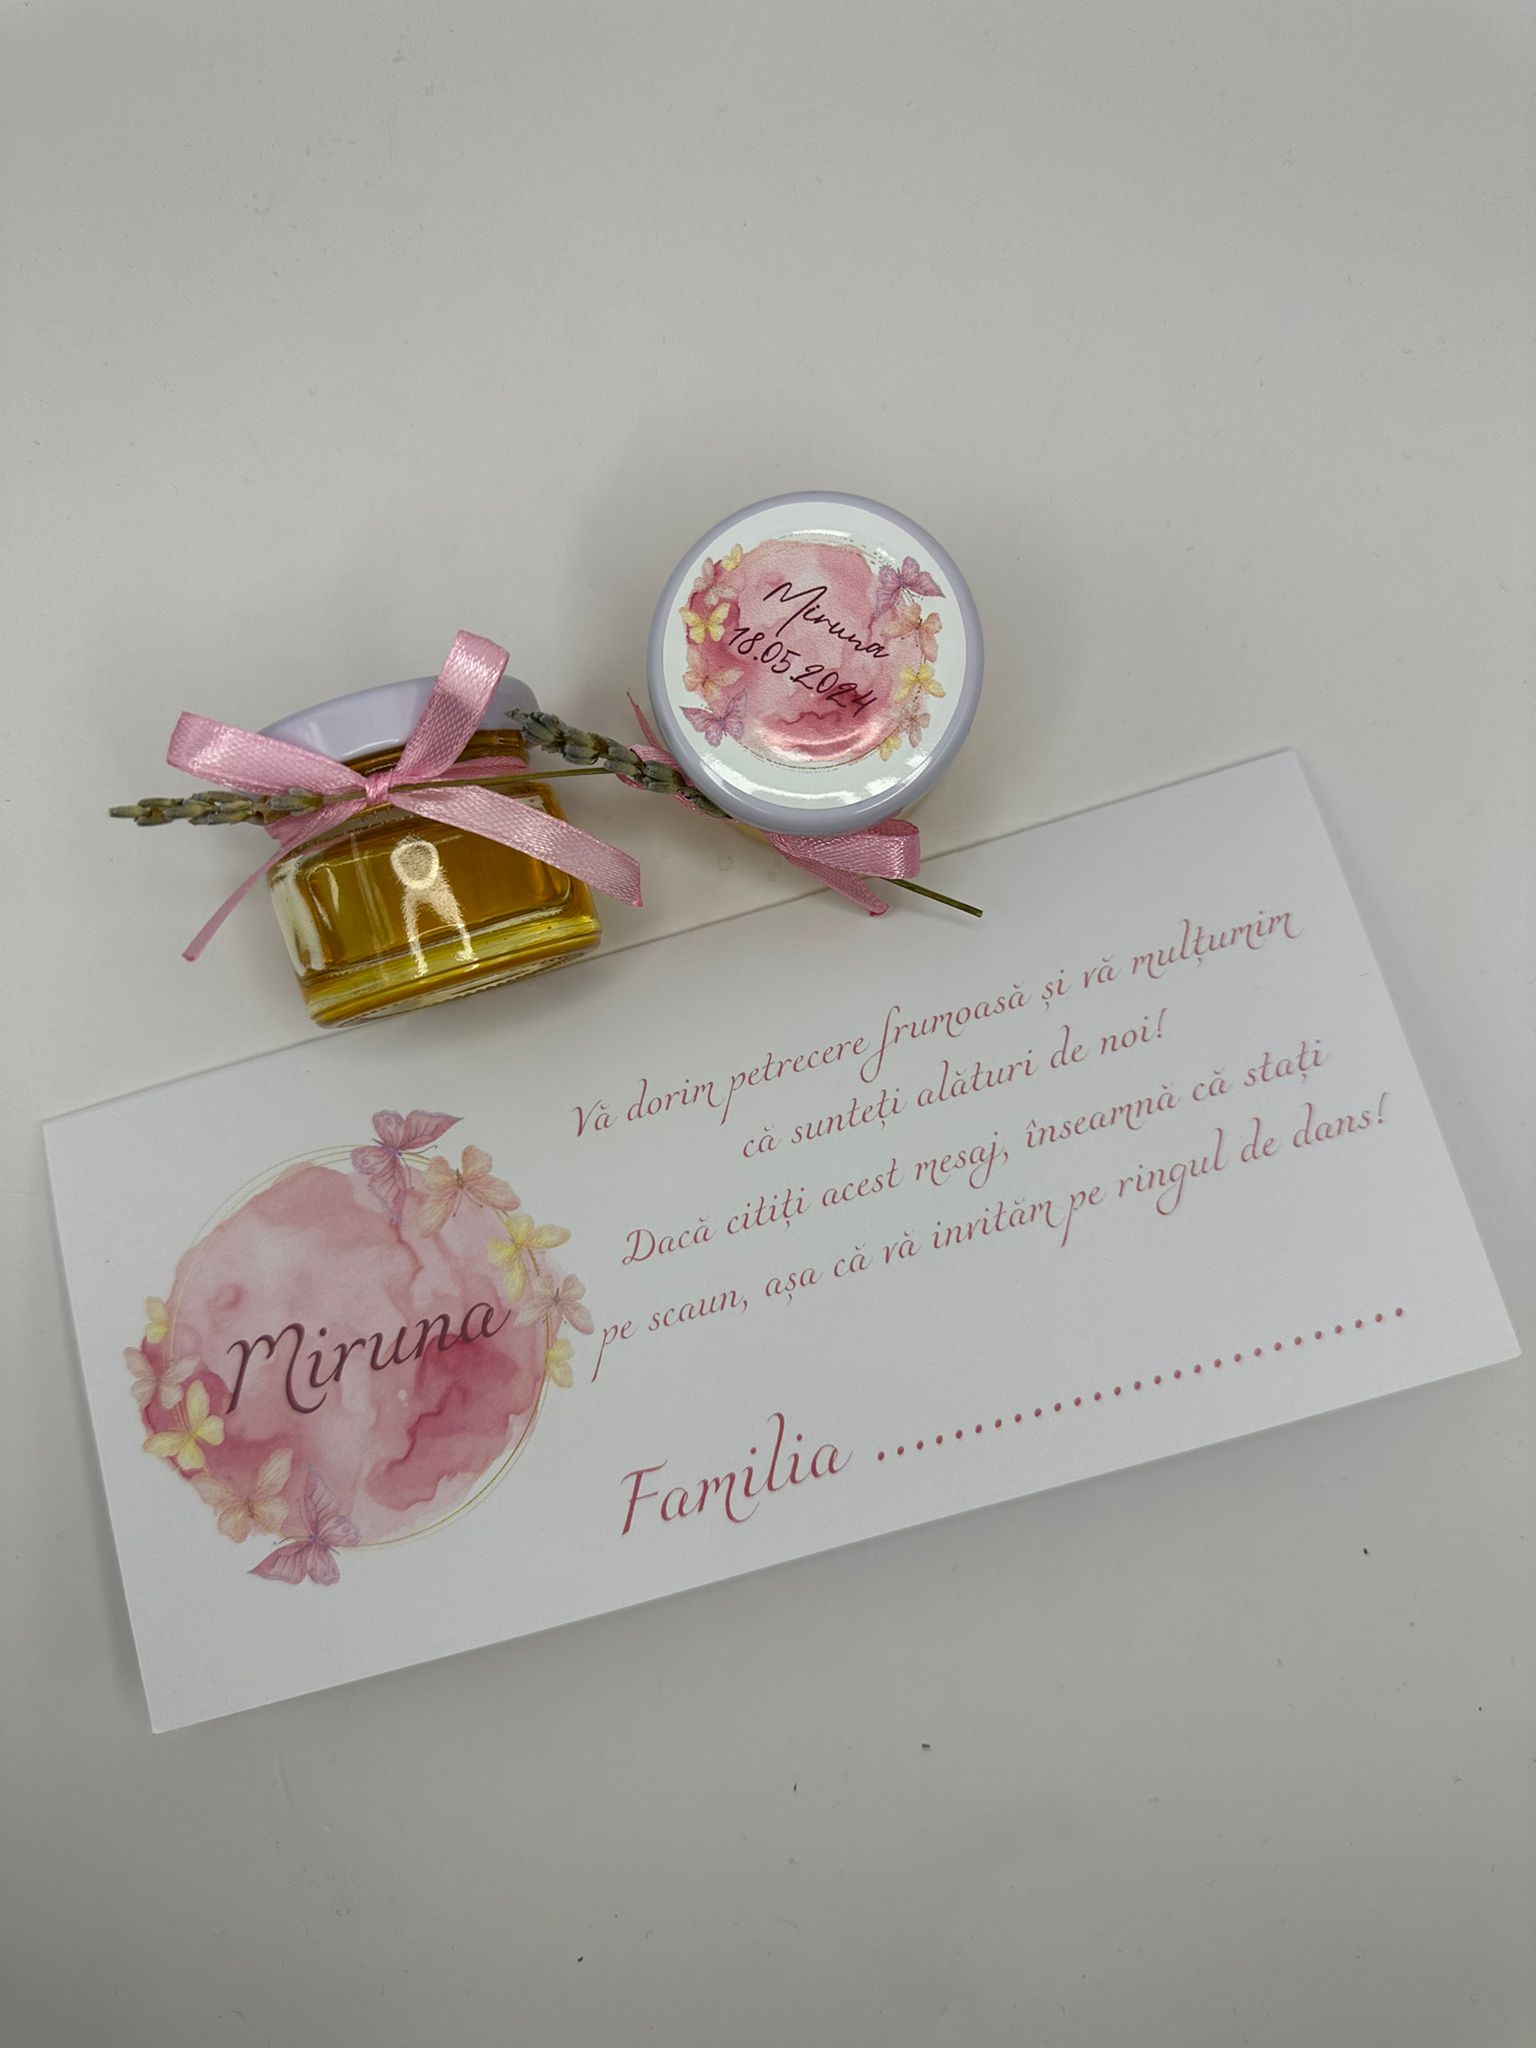 Miruna
18.05.2024
Vă dorim petrecere frumoasă și vă mulțumim
că sunteți alături de noi!
Dacă citiți acest mesaj, înseamnă că stați
pe scaun, așa că vă invităm pe ringul de dans!
Miruna
Familia ........................